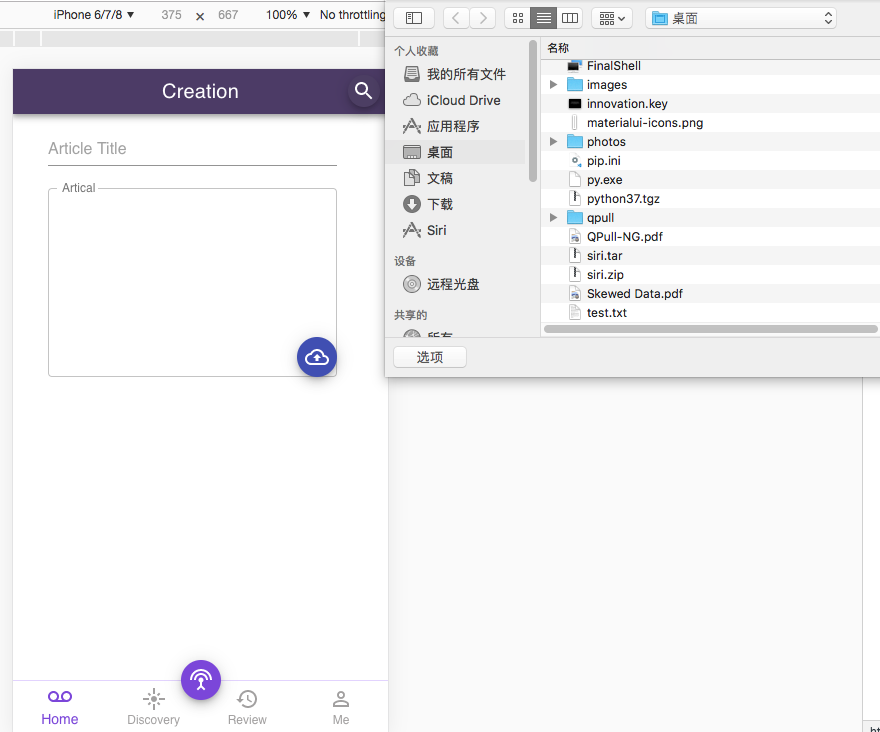 iPhone 6/7/8 ▼ 375 × 667 100% ▼ No throttling
Creation
Article Title
Artical
Home
Discovery
Review
Me
桌面
个人收藏
我的所有文件
iCloud Drive
应用程序
桌面
文稿
下载
Siri
设备
远程光盘
共享的
所有
名称
FinalShell
images
innovation.key
materialui-icons.png
photos
pip.ini
py.exe
python37.tgz
qpull
QPull-NG.pdf
siri.tar
siri.zip
Skewed Data.pdf
test.txt
选项